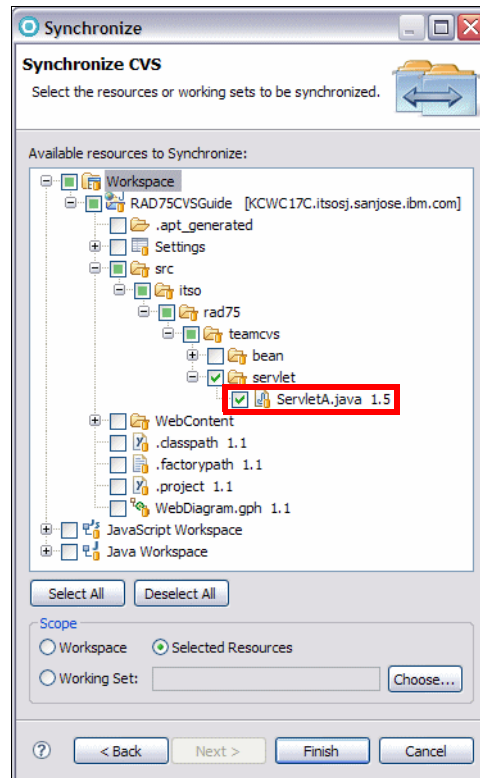 Synchronize
Synchronize CVS
Select the resources or working sets to be synchronized.
Available resources to Synchronize:
Workspace
RAD75CVSGuide [KCWC17C.itsosj.sanjose.ibm.com]
.apt_generated
Settings
src
itso
rad75
teamcvs
bean
servlet
ServletA.java 1.5
WebContent
.classpath 1.1
.factorypath 1.1
.project 1.1
WebDiagram.gph 1.1
JavaScript Workspace
Java Workspace
Select All Deselect All
Scope
Workspace Selected Resources
Working Set: Choose...
? < Back Next > Finish Cancel